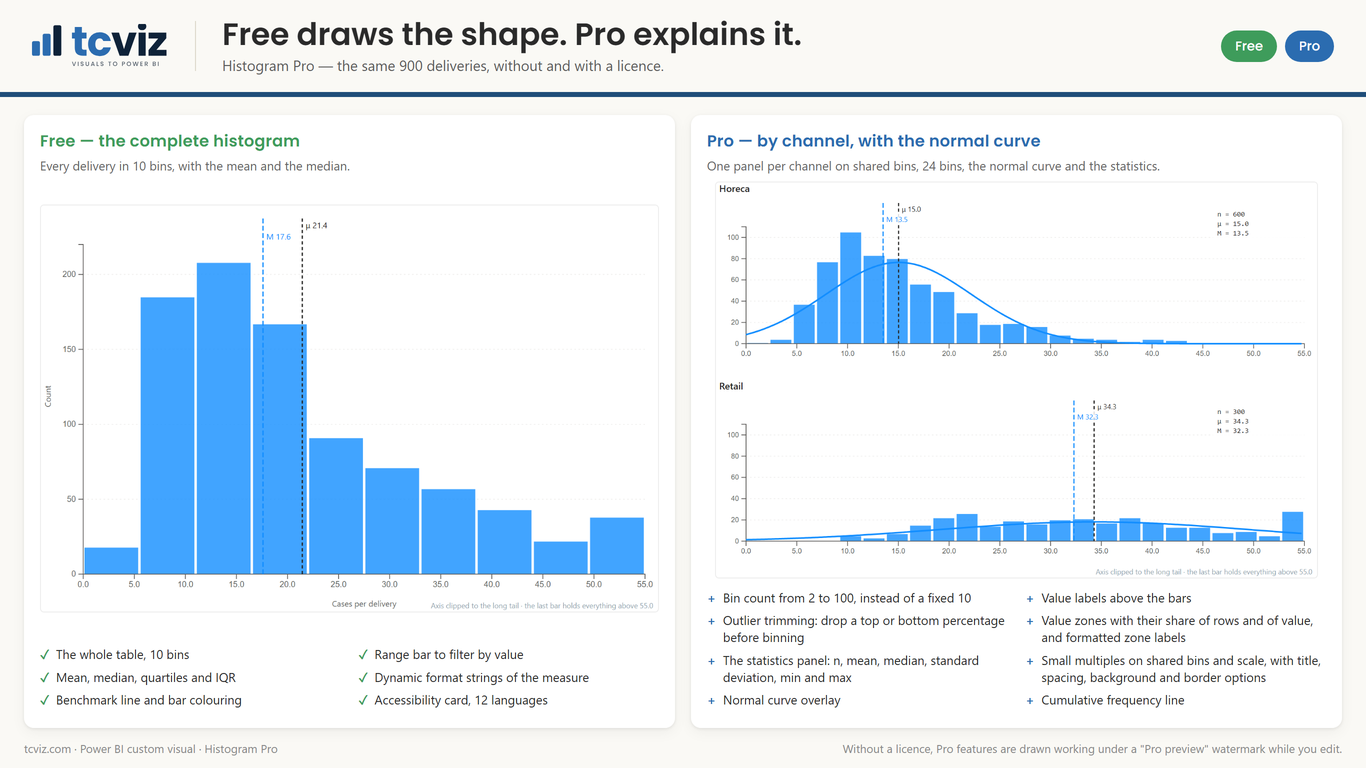 tcviz
VISUALS TO POWER BI
Free draws the shape. Pro explains it.
Histogram Pro — the same 900 deliveries, without and with a licence.
Free
Pro
Free — the complete histogram
Every delivery in 10 bins, with the mean and the median.
M 17.6
µ 21.4
200
150
100
50
0
Count
0.0 5.0 10.0 15.0 20.0 25.0 30.0 35.0 40.0 45.0 50.0 55.0
Cases per delivery
Axis clipped to the long tail · the last bar holds everything above 55.0
✓ The whole table, 10 bins
✓ Mean, median, quartiles and IQR
✓ Benchmark line and bar colouring
✓ Range bar to filter by value
✓ Dynamic format strings of the measure
✓ Accessibility card, 12 languages
Pro — by channel, with the normal curve
One panel per channel on shared bins, 24 bins, the normal curve and the statistics.
Horeca
µ 15.0
M 13.5
n = 600
µ = 15.0
M = 13.5
100
80
60
40
20
0
0.0 5.0 10.0 15.0 20.0 25.0 30.0 35.0 40.0 45.0 50.0 55.0
Retail
µ 34.3
M 32.3
n = 300
µ = 34.3
M = 32.3
100
80
60
40
20
0
0.0 5.0 10.0 15.0 20.0 25.0 30.0 35.0 40.0 45.0 50.0 55.0
Axis clipped to the long tail · the last bar holds everything above 55.0
+ Bin count from 2 to 100, instead of a fixed 10
+ Outlier trimming: drop a top or bottom percentage
before binning
+ The statistics panel: n, mean, median, standard
deviation, min and max
+ Normal curve overlay
+ Value labels above the bars
+ Value zones with their share of rows and of value,
and formatted zone labels
+ Small multiples on shared bins and scale, with title,
spacing, background and border options
+ Cumulative frequency line
tcviz.com · Power BI custom visual · Histogram Pro
Without a licence, Pro features are drawn working under a "Pro preview" watermark while you edit.